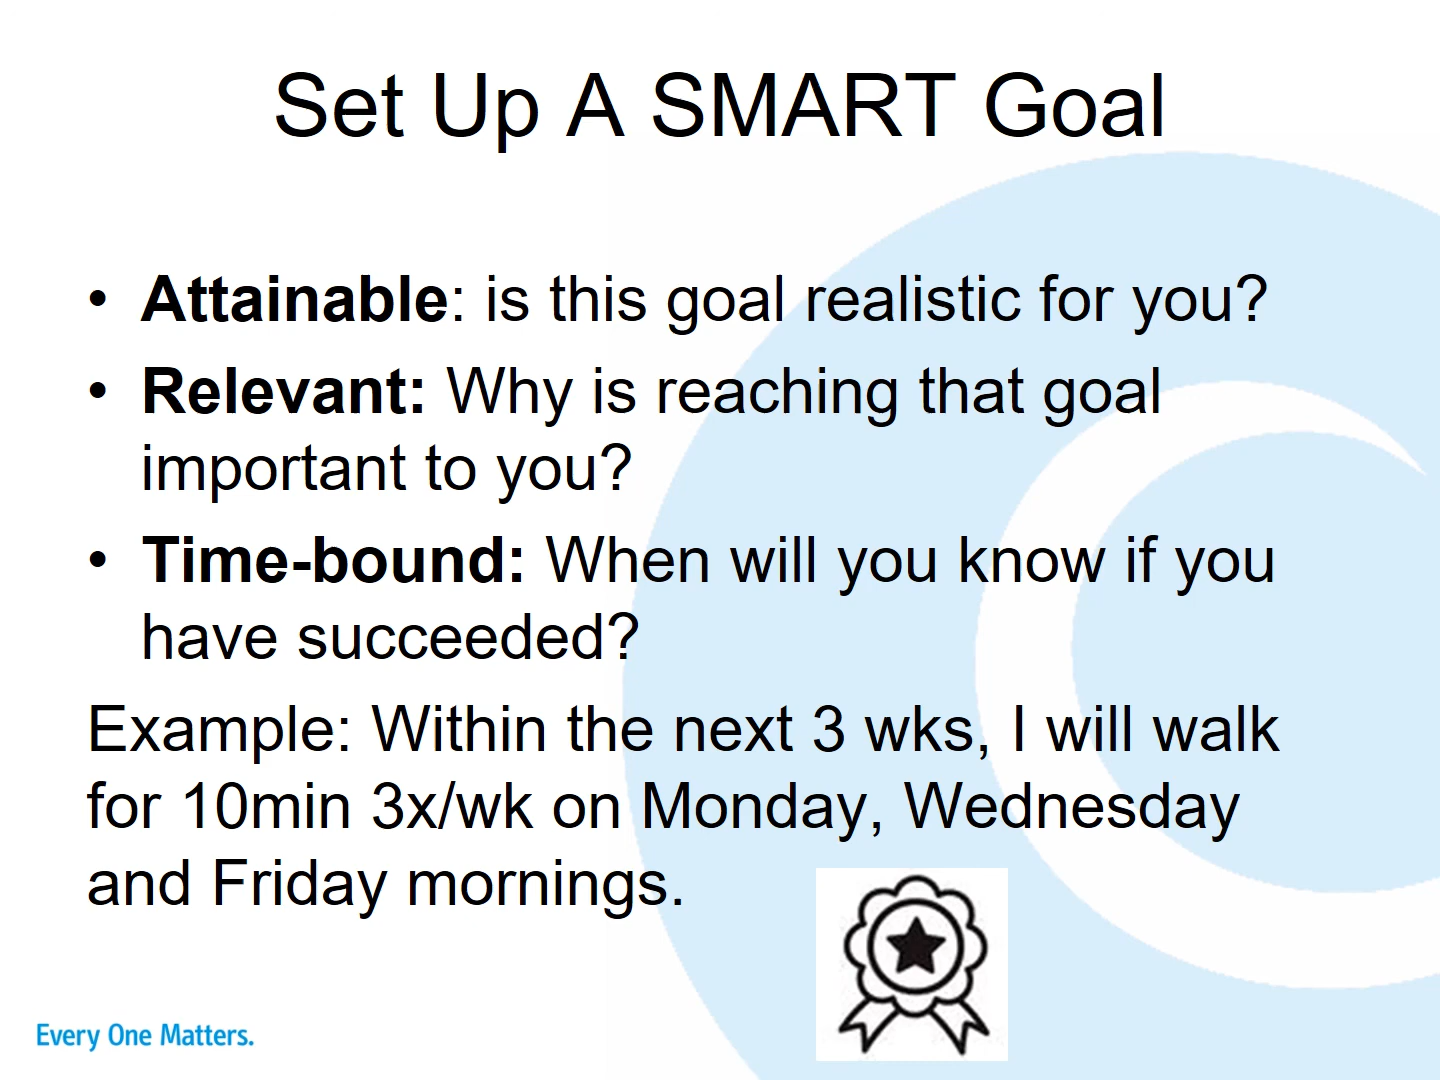 Set Up A SMART Goal
• Attainable: is this goal realistic for you?
• Relevant: Why is reaching that goal
important to you?
• Time-bound: When will you know if you
have succeeded?
Example: Within the next 3 wks, I will walk
for 10min 3x/wk on Monday, Wednesday
and Friday mornings.
Every One Matters.